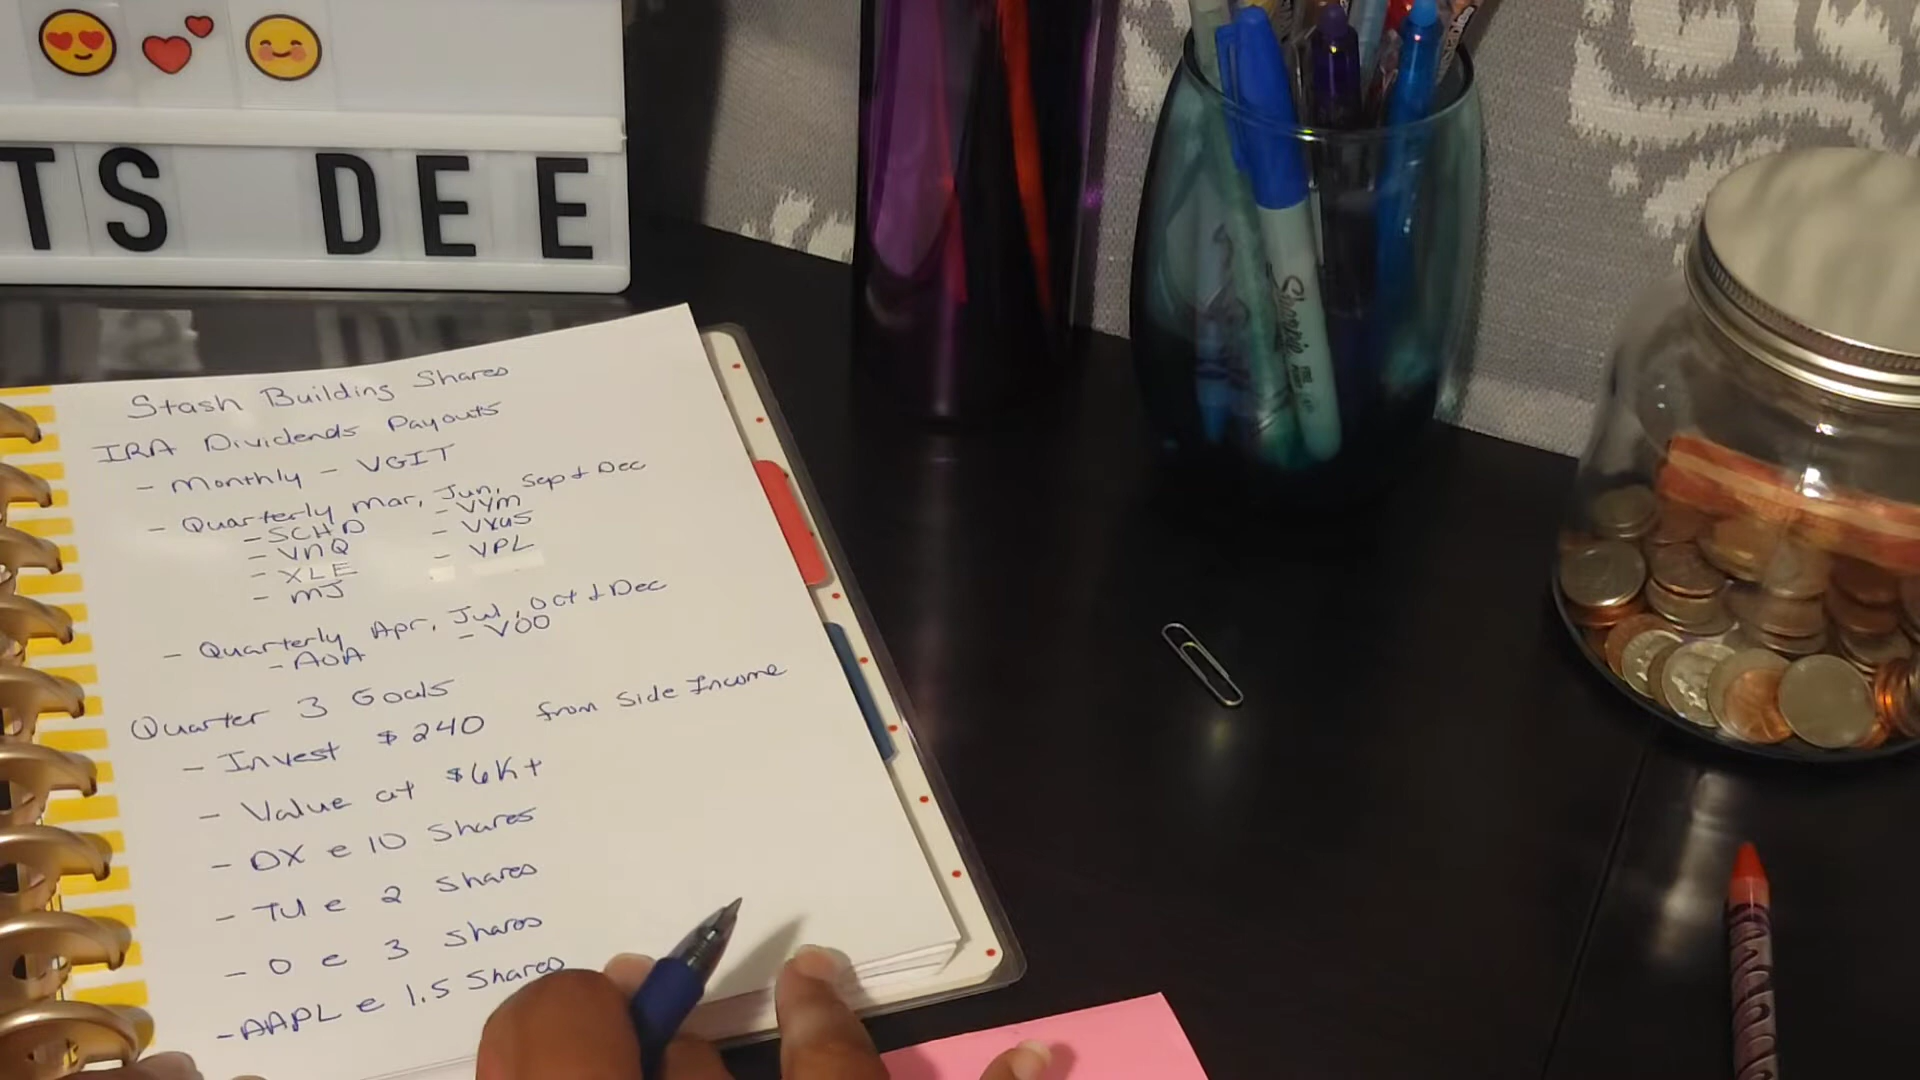 TS DEE
Stash Building Shares
IRA Dividends Payouts
- Monthly - VGIT
- Quarterly Mar, Jun, Sep & Dec
- SCHD - VYM
- VNQ - VXUS
- XLE - VPL
- MJ
- Quarterly Apr, Jul, Oct & Dec
- AOA - VOO
Quarter 3 Goals
- Invest $240 from Side Income
- Value at $6K+
- DX @ 10 Shares
- TU @ 2 Shares
- O @ 3 Shares
- AAPL @ 1.5 Shares
Sharpie